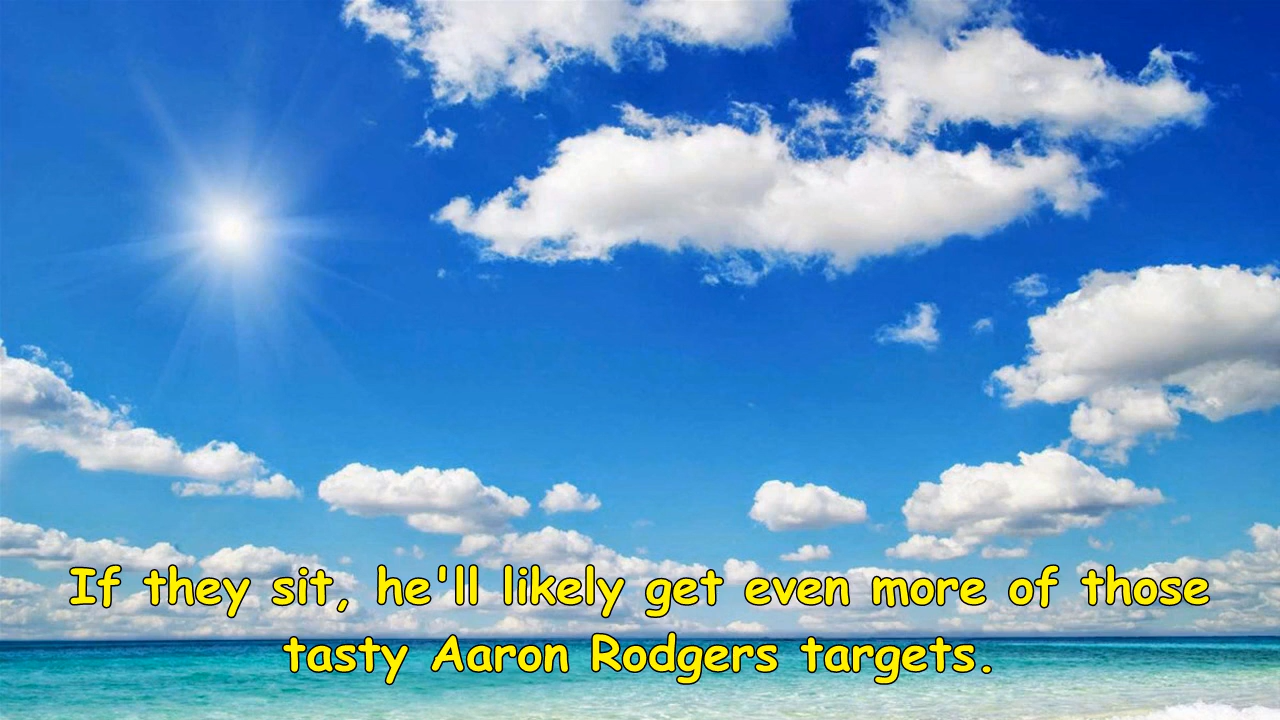 If they sit, he'll likely get even more of those
tasty Aaron Rodgers targets.